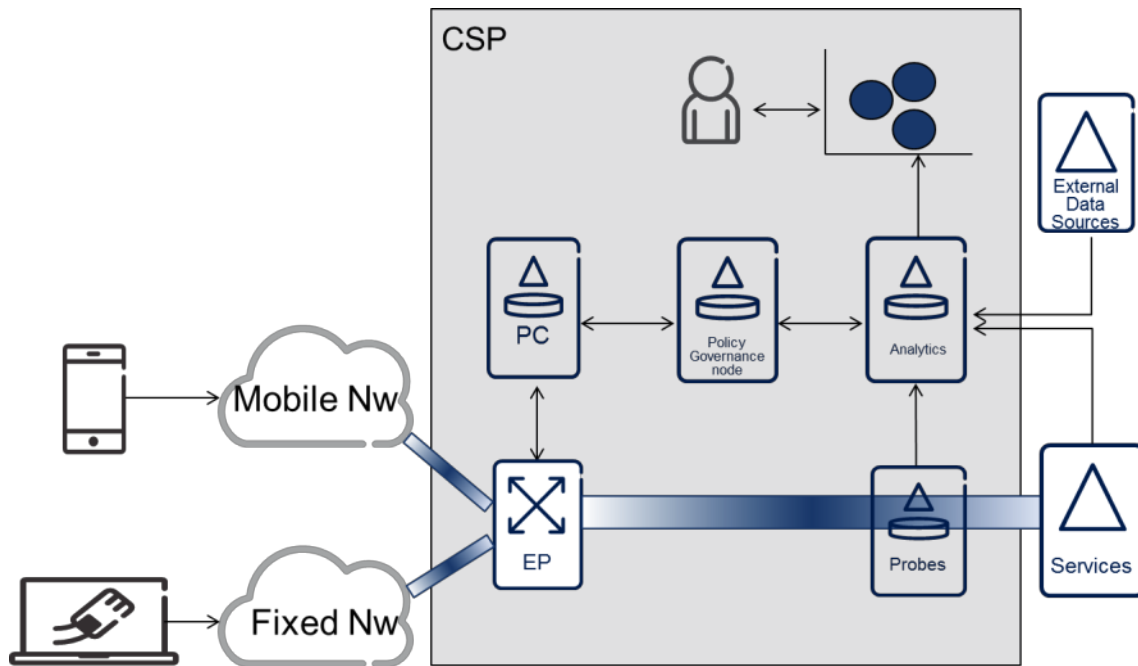 CSP
External
Data
Sources
PC
Policy
Governance
node
Analytics
Mobile Nw
EP
Probes
Services
Fixed Nw